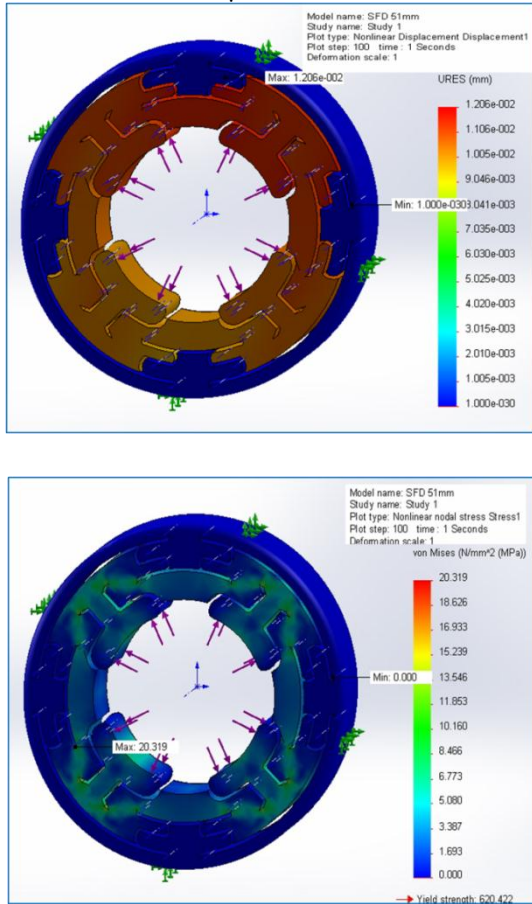 Model name: SFD 51mm
Study name: Study 1
Plot type: Nonlinear Displacement Displacement1
Plot step: 100 time : 1 Seconds
Deformation scale: 1
Max: 1.206e-002
URES (mm)
1.206e-002
1.106e-002
1.005e-002
9.046e-003
Min: 1.000e-030
8.041e-003
7.035e-003
6.030e-003
5.025e-003
4.020e-003
3.015e-003
2.010e-003
1.005e-003
1.000e-030
Model name: SFD 51mm
Study name: Study 1
Plot type: Nonlinear nodal stress Stress1
Plot step: 100 time : 1 Seconds
Deformation scale: 1
von Mises (N/mm^2 (MPa))
20.319
18.626
16.933
15.239
Min: 0.000
13.546
11.853
10.160
Max: 20.319
8.466
6.773
5.080
3.387
1.693
0.000
Yield strength: 620.422